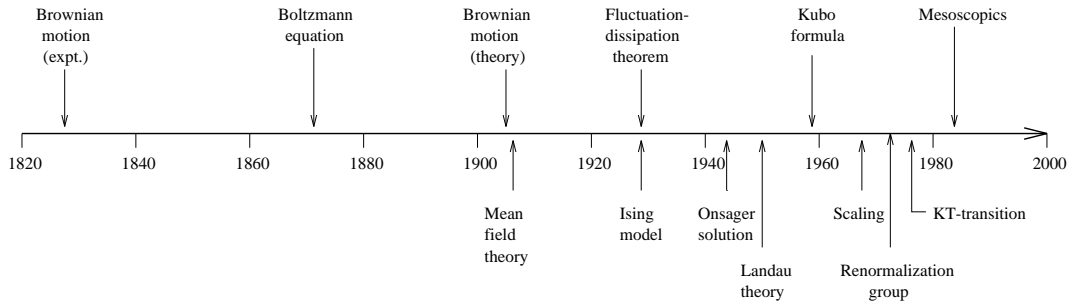 Brownian
motion
(expt.)
Boltzmann
equation
Brownian
motion
(theory)
Fluctuation-
dissipation
theorem
Kubo
formula
Mesoscopics
1820
1840
1860
1880
1900
1920
1940
1960
1980
2000
Mean
field
theory
Ising
model
Onsager
solution
Landau
theory
Scaling
Renormalization
group
KT-transition